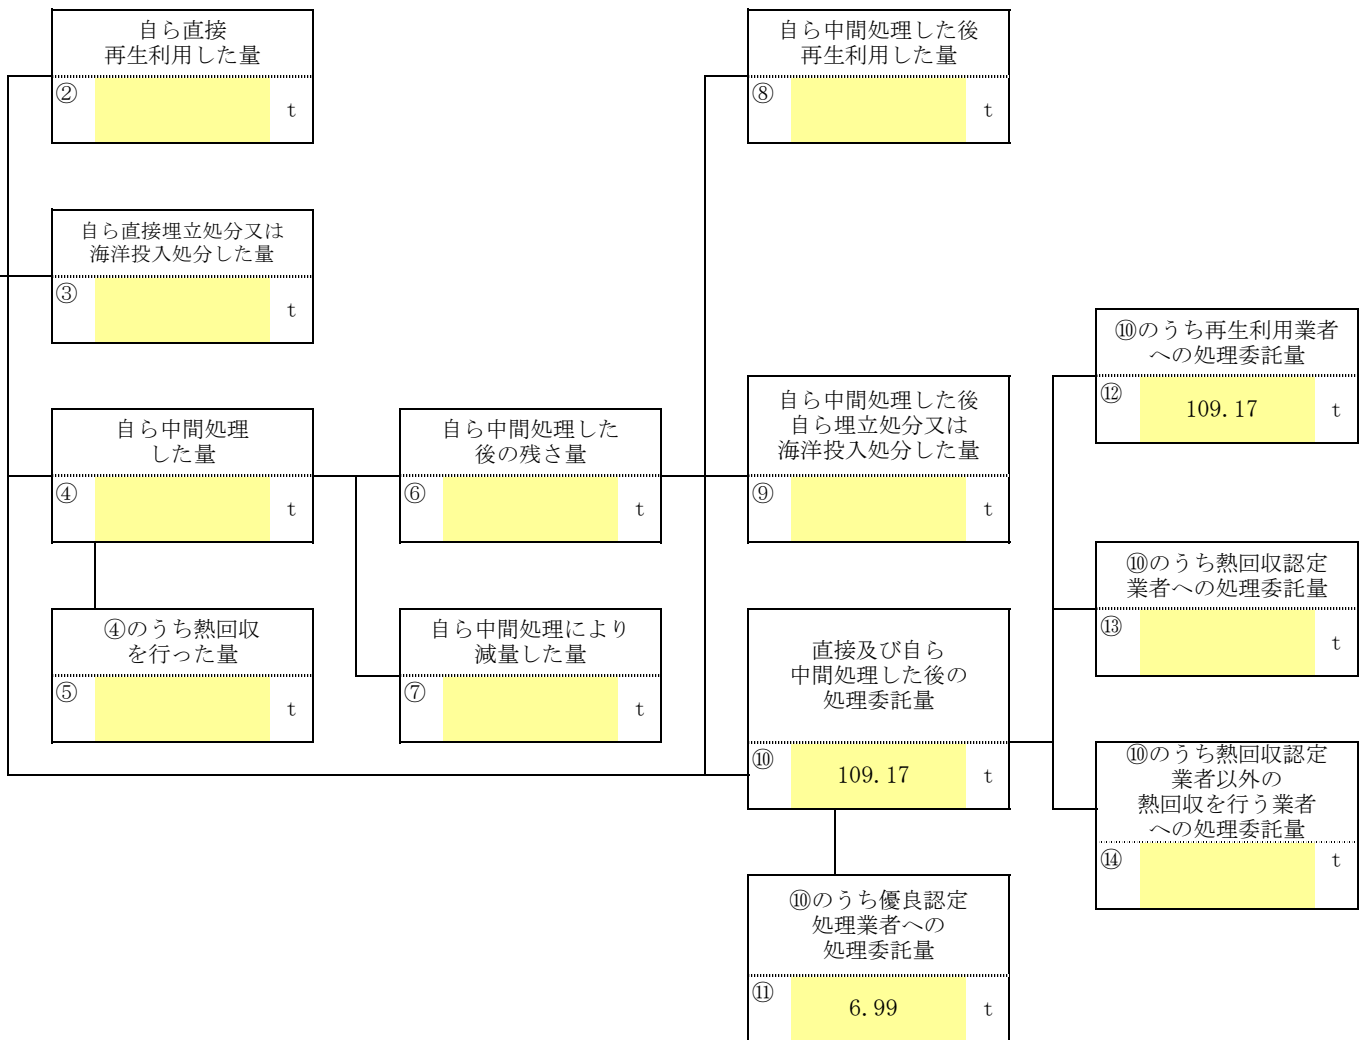 自ら直接
再生利用した量
②
t
自ら中間処理した後
再生利用した量
⑧
t
自ら直接埋立処分又は
海洋投入処分した量
③
t
⑩のうち再生利用業者
への処理委託量
⑫
109.17
t
自ら中間処理
した量
④
t
自ら中間処理した
後の残さ量
⑥
t
自ら中間処理した後
自ら埋立処分又は
海洋投入処分した量
⑨
t
⑩のうち熱回収認定
業者への処理委託量
⑬
t
④のうち熱回収
を行った量
⑤
t
自ら中間処理により
減量した量
⑦
t
直接及び自ら
中間処理した後の
処理委託量
⑩
109.17
t
⑩のうち熱回収認定
業者以外の
熱回収を行う業者
への処理委託量
⑭
t
⑩のうち優良認定
処理業者への
処理委託量
⑪
6.99
t